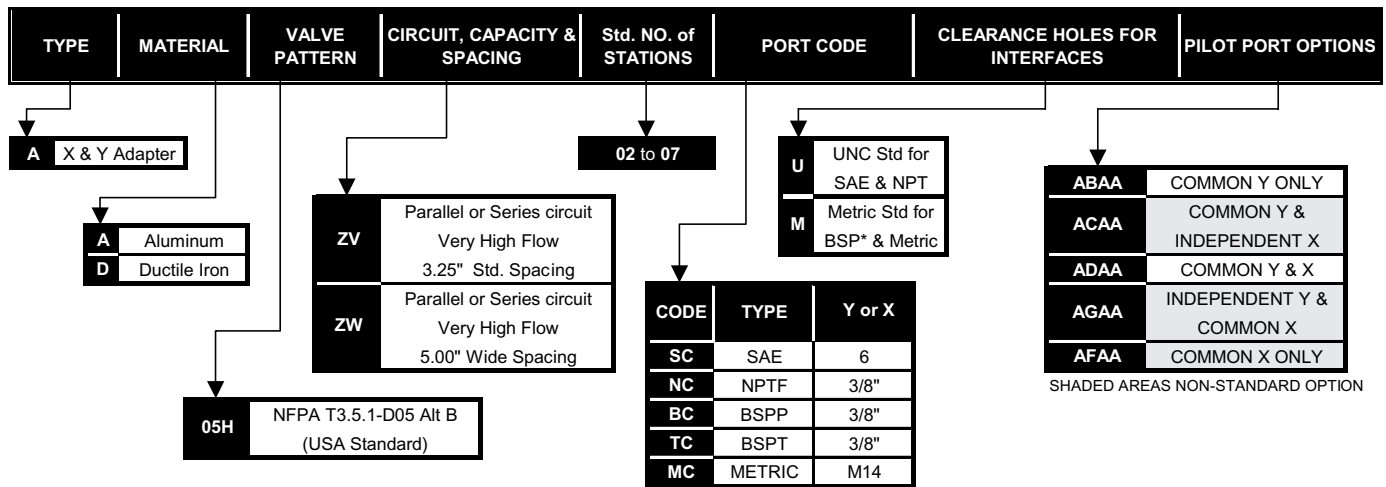 TYPE
MATERIAL
VALVE
PATTERN
CIRCUIT, CAPACITY &
SPACING
Std. NO. of
STATIONS
PORT CODE
CLEARANCE HOLES FOR
INTERFACES
PILOT PORT OPTIONS
A X & Y Adapter
A Aluminum
D Ductile Iron
05H
NFPA T3.5.1-D05 Alt B
(USA Standard)
ZV
Parallel or Series circuit
Very High Flow
3.25" Std. Spacing
ZW
Parallel or Series circuit
Very High Flow
5.00" Wide Spacing
02 to 07
CODE TYPE Y or X
SC SAE 6
NC NPTF 3/8"
BC BSPP 3/8"
TC BSPT 3/8"
MC METRIC M14
U
UNC Std for
SAE & NPT
M
Metric Std for
BSP* & Metric
ABAA COMMON Y ONLY
ACAA
COMMON Y &
INDEPENDENT X
ADAA COMMON Y & X
AGAA
INDEPENDENT Y &
COMMON X
AFAA COMMON X ONLY
SHADED AREAS NON-STANDARD OPTION